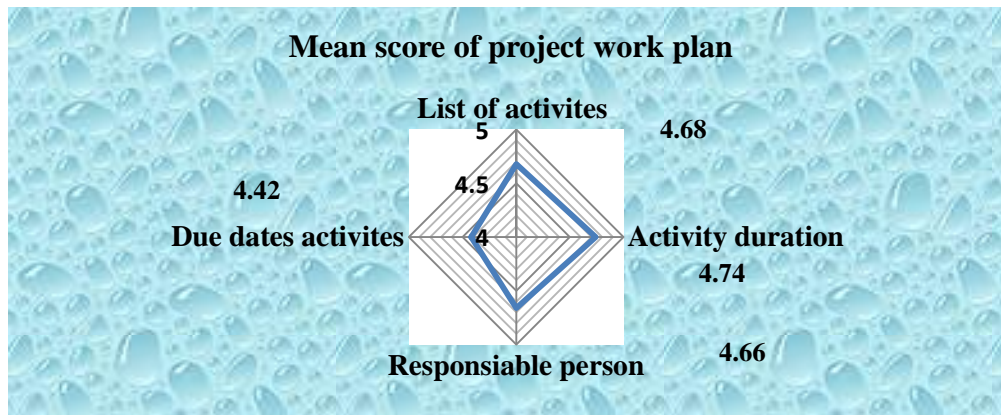 Mean score of project work plan
List of activites
4.68
5
4.5
4.42
Due dates activites
4
Activity duration
4.74
4.66
Responsiable person